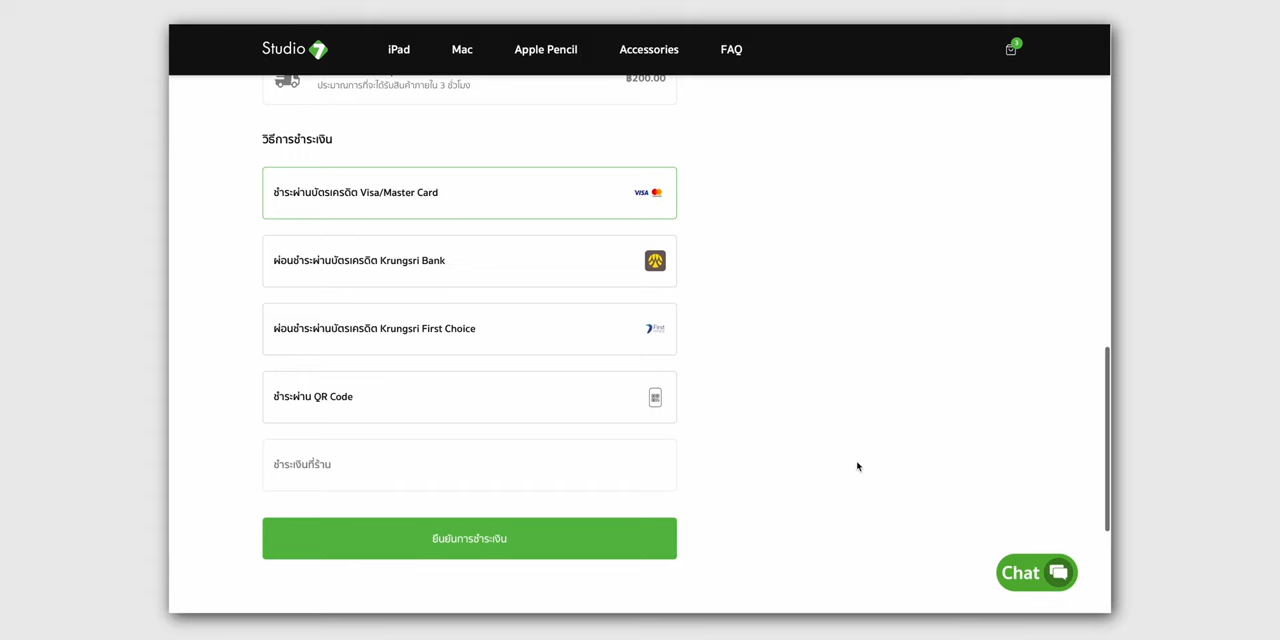 Studio 7
iPad
Mac
Apple Pencil
Accessories
FAQ
3
฿200.00
ประมาณการที่จะได้รับสินค้าภายใน 3 ชั่วโมง
วิธีการชำระเงิน
ชำระผ่านบัตรเครดิต Visa/Master Card
VISA
ผ่อนชำระผ่านบัตรเครดิต Krungsri Bank
ผ่อนชำระผ่านบัตรเครดิต Krungsri First Choice
First
ชำระผ่าน QR Code
ชำระเงินที่ร้าน
ยืนยันการชำระเงิน
Chat